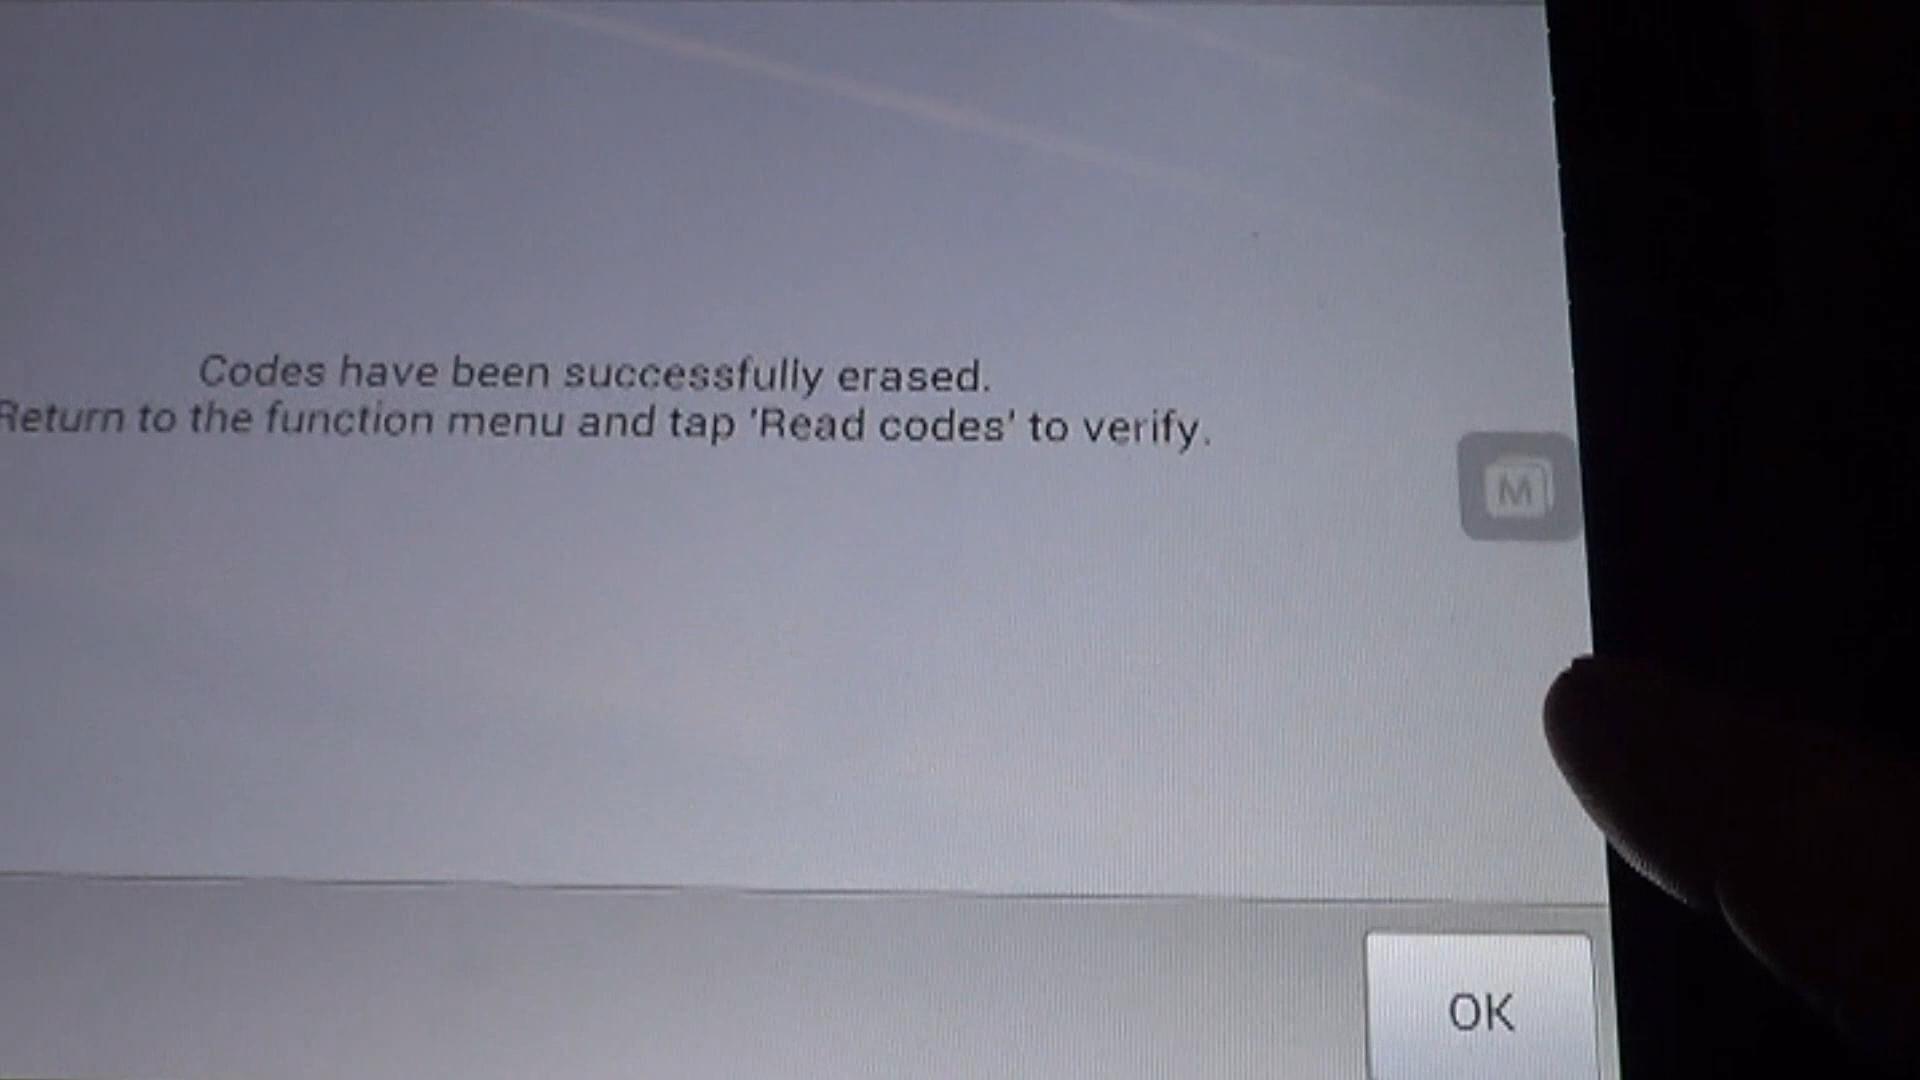 Codes have been successfully erased.
Return to the function menu and tap 'Read codes' to verify.
M
OK